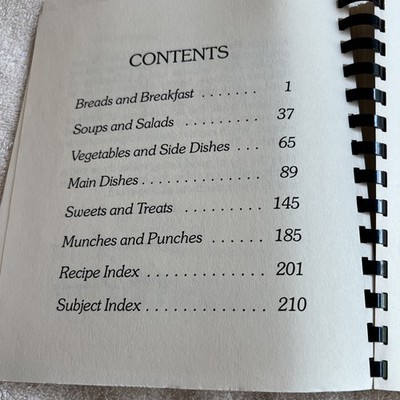 CONTENTS
Breads and Breakfast . . . . . . . 1
Soups and Salads . . . . . . . . . 37
Vegetables and Side Dishes . . . 65
Main Dishes . . . . . . . . . . . . . 89
Sweets and Treats . . . . . . . . 145
Munches and Punches . . . . . . 185
Recipe Index . . . . . . . . . . . . . 201
Subject Index . . . . . . . . . . . . . 210